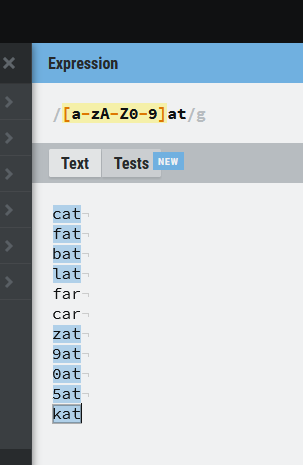 Expression
/[a-zA-Z0-9]at/g
Text Tests NEW
cat
fat
bat
lat
far
car
zat
9at
0at
5at
kat